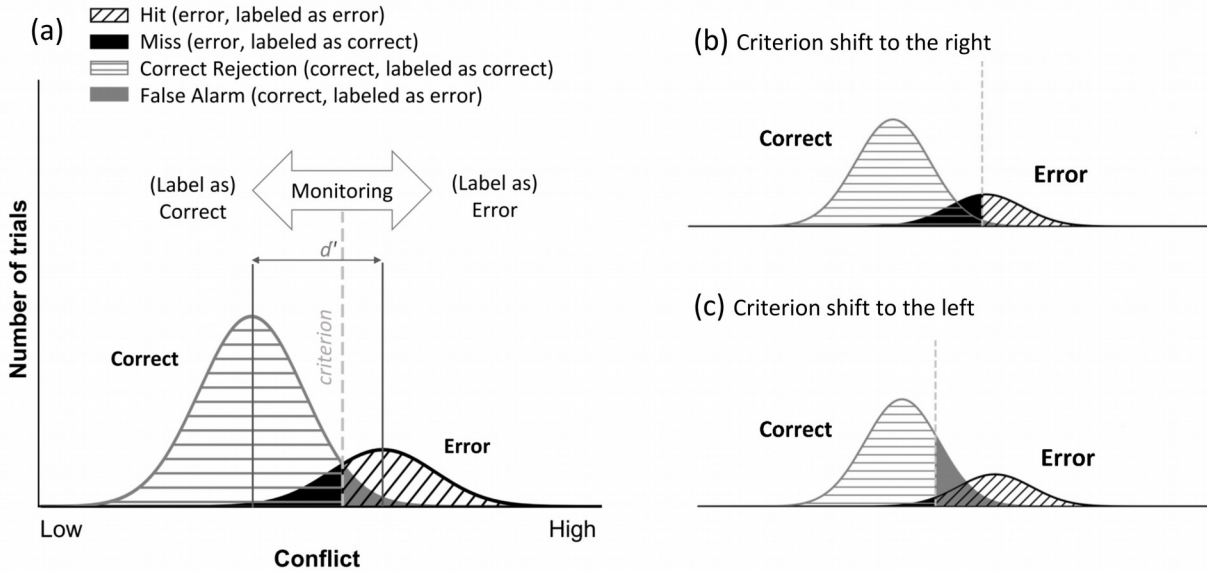 (a)
Hit (error, labeled as error)
Miss (error, labeled as correct)
Correct Rejection (correct, labeled as correct)
False Alarm (correct, labeled as error)
(Label as)
Correct
Monitoring
(Label as)
Error
d'
criterion
Correct
Error
Number of trials
Low
High
Conflict
(b) Criterion shift to the right
Correct
Error
(c) Criterion shift to the left
Correct
Error